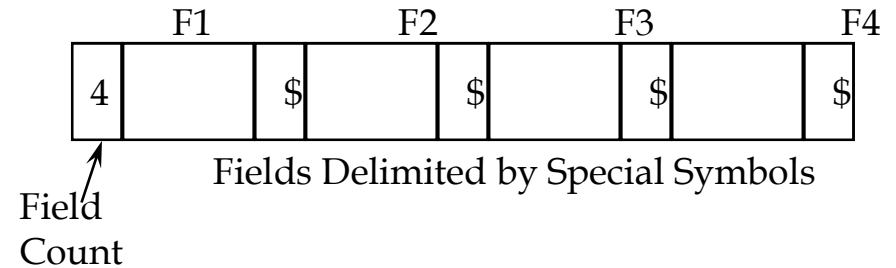 F1 F2 F3 F4
4 $ $ $ $
Fields Delimited by Special Symbols
Field
Count